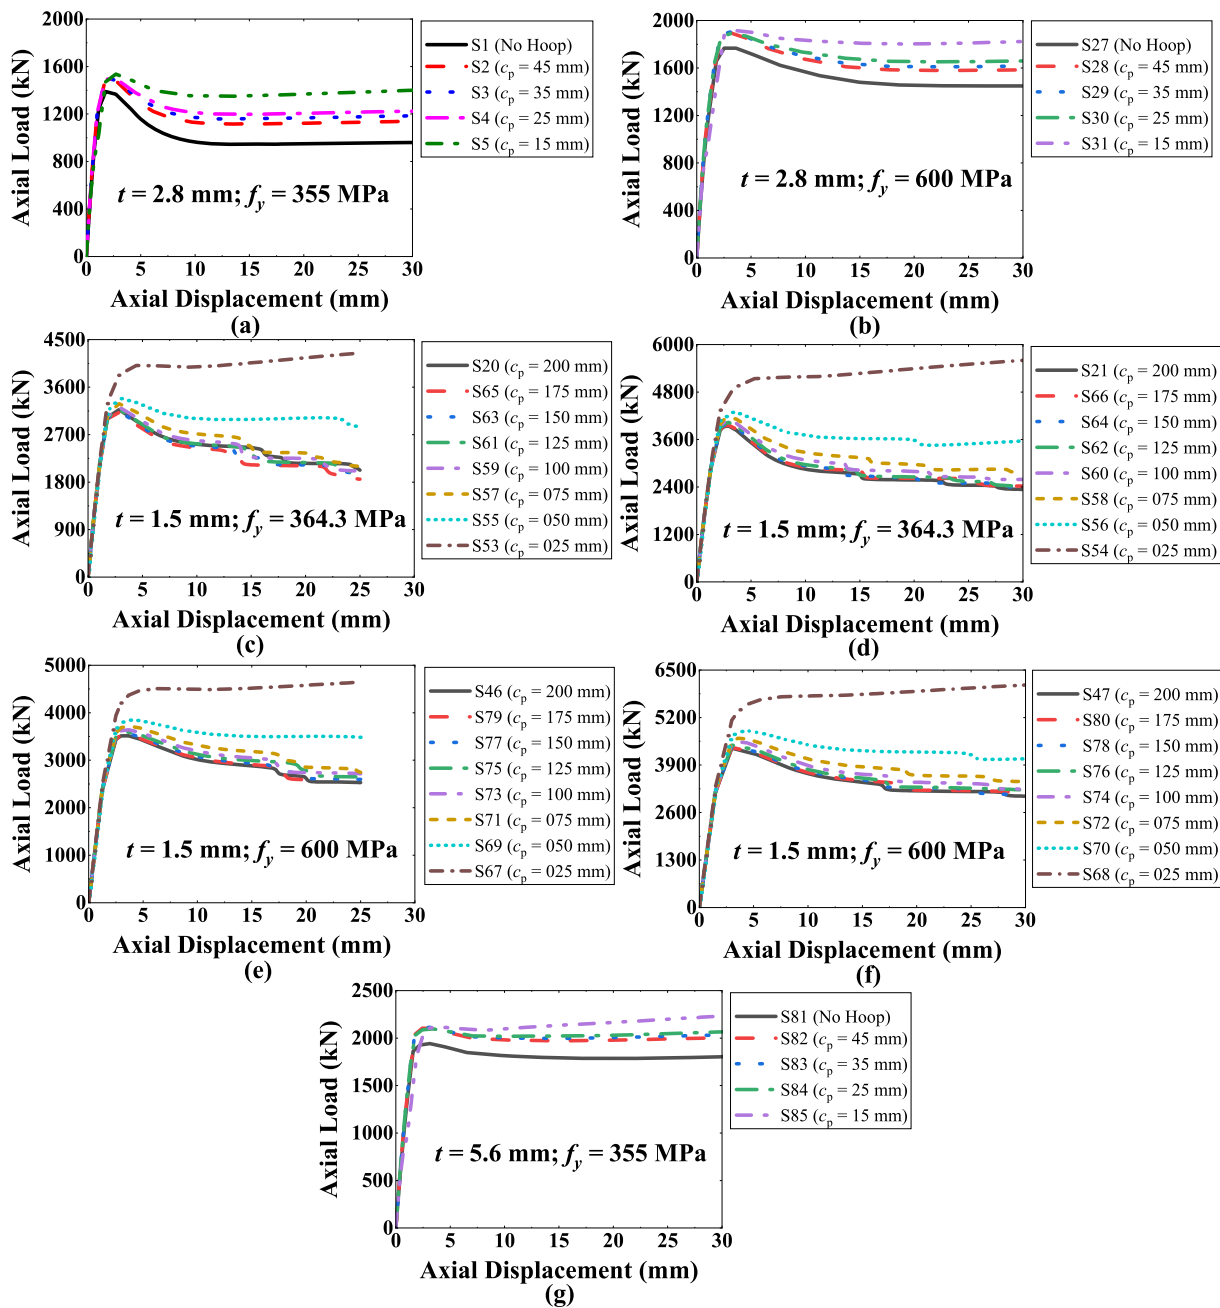 2000
1600
1200
800
400
0
0 5 10 15 20 25 30
Axial Load (kN)
Axial Displacement (mm)
t = 2.8 mm; fy = 355 MPa
S1 (No Hoop)
S2 (cp = 45 mm)
S3 (cp = 35 mm)
S4 (cp = 25 mm)
S5 (cp = 15 mm)
(a)
2000
1600
1200
800
400
0
0 5 10 15 20 25 30
Axial Load (kN)
Axial Displacement (mm)
t = 2.8 mm; fy = 600 MPa
S27 (No Hoop)
S28 (cp = 45 mm)
S29 (cp = 35 mm)
S30 (cp = 25 mm)
S31 (cp = 15 mm)
(b)
4500
3600
2700
1800
900
0
0 5 10 15 20 25 30
Axial Load (kN)
Axial Displacement (mm)
t = 1.5 mm; fy = 364.3 MPa
S20 (cp = 200 mm)
S65 (cp = 175 mm)
S63 (cp = 150 mm)
S61 (cp = 125 mm)
S59 (cp = 100 mm)
S57 (cp = 075 mm)
S55 (cp = 050 mm)
S53 (cp = 025 mm)
(c)
6000
4800
3600
2400
1200
0
0 5 10 15 20 25 30
Axial Load (kN)
Axial Displacement (mm)
t = 1.5 mm; fy = 364.3 MPa
S21 (cp = 200 mm)
S66 (cp = 175 mm)
S64 (cp = 150 mm)
S62 (cp = 125 mm)
S60 (cp = 100 mm)
S58 (cp = 075 mm)
S56 (cp = 050 mm)
S54 (cp = 025 mm)
(d)
5000
4000
3000
2000
1000
0
0 5 10 15 20 25 30
Axial Load (kN)
Axial Displacement (mm)
t = 1.5 mm; fy = 600 MPa
S46 (cp = 200 mm)
S79 (cp = 175 mm)
S77 (cp = 150 mm)
S75 (cp = 125 mm)
S73 (cp = 100 mm)
S71 (cp = 075 mm)
S69 (cp = 050 mm)
S67 (cp = 025 mm)
(e)
6500
5200
3900
2600
1300
0
0 5 10 15 20 25 30
Axial Load (kN)
Axial Displacement (mm)
t = 1.5 mm; fy = 600 MPa
S47 (cp = 200 mm)
S80 (cp = 175 mm)
S78 (cp = 150 mm)
S76 (cp = 125 mm)
S74 (cp = 100 mm)
S72 (cp = 075 mm)
S70 (cp = 050 mm)
S68 (cp = 025 mm)
(f)
2500
2000
1500
1000
500
0
0 5 10 15 20 25 30
Axial Load (kN)
Axial Displacement (mm)
t = 5.6 mm; fy = 355 MPa
S81 (No Hoop)
S82 (cp = 45 mm)
S83 (cp = 35 mm)
S84 (cp = 25 mm)
S85 (cp = 15 mm)
(g)